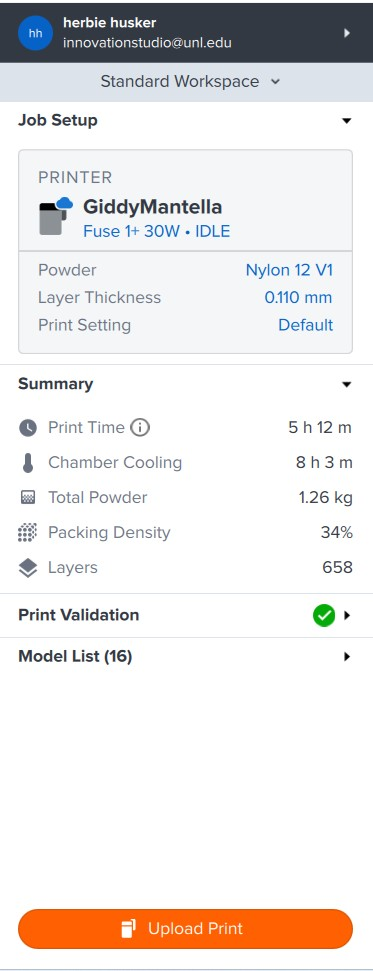 hh
herbie husker
innovationstudio@unl.edu
Standard Workspace
Job Setup
PRINTER
GiddyMantella
Fuse 1+ 30W • IDLE
Powder Nylon 12 V1
Layer Thickness 0.110 mm
Print Setting Default
Summary
Print Time 5 h 12 m
Chamber Cooling 8 h 3 m
Total Powder 1.26 kg
Packing Density 34%
Layers 658
Print Validation
Model List (16)
Upload Print